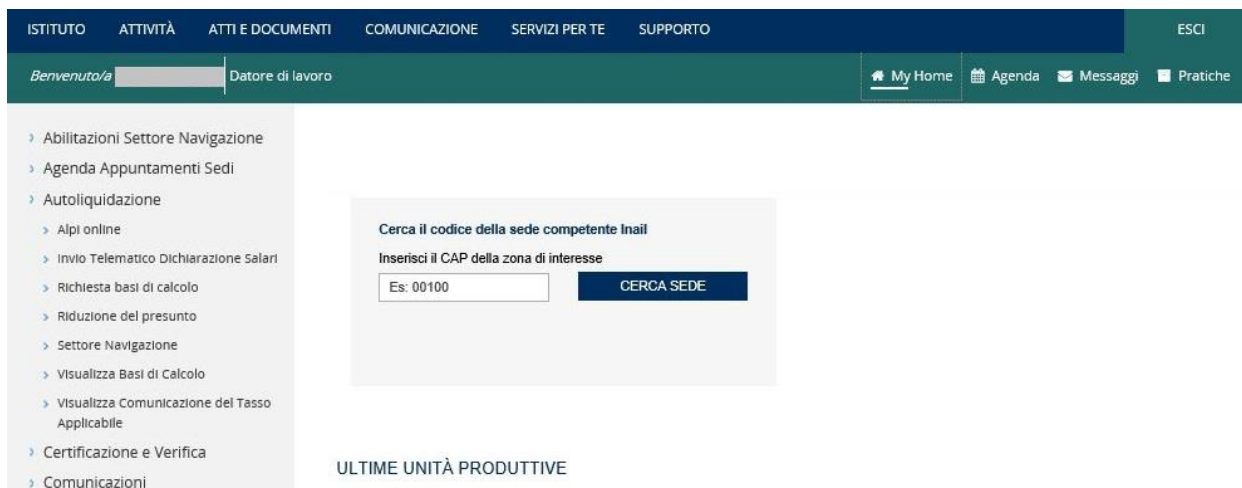 ISTITUTO ATTIVITÀ ATTI E DOCUMENTI COMUNICAZIONE SERVIZI PER TE SUPPORTO ESCI
Benvenuto/a Datore di lavoro My Home Agenda Messaggi Pratiche
Abilitazioni Settore Navigazione
Agenda Appuntamenti Sedi
Autoliquidazione
Alpi online
Invio Telematico Dichiarazione Salari
Richiesta basi di calcolo
Riduzione del presunto
Settore Navigazione
Visualizza Basi di Calcolo
Visualizza Comunicazione del Tasso
Applicabile
Certificazione e Verifica
Comunicazioni
Cerca il codice della sede competente Inail
Inserisci il CAP della zona di interesse
Es: 00100 CERCA SEDE
ULTIME UNITÀ PRODUTTIVE